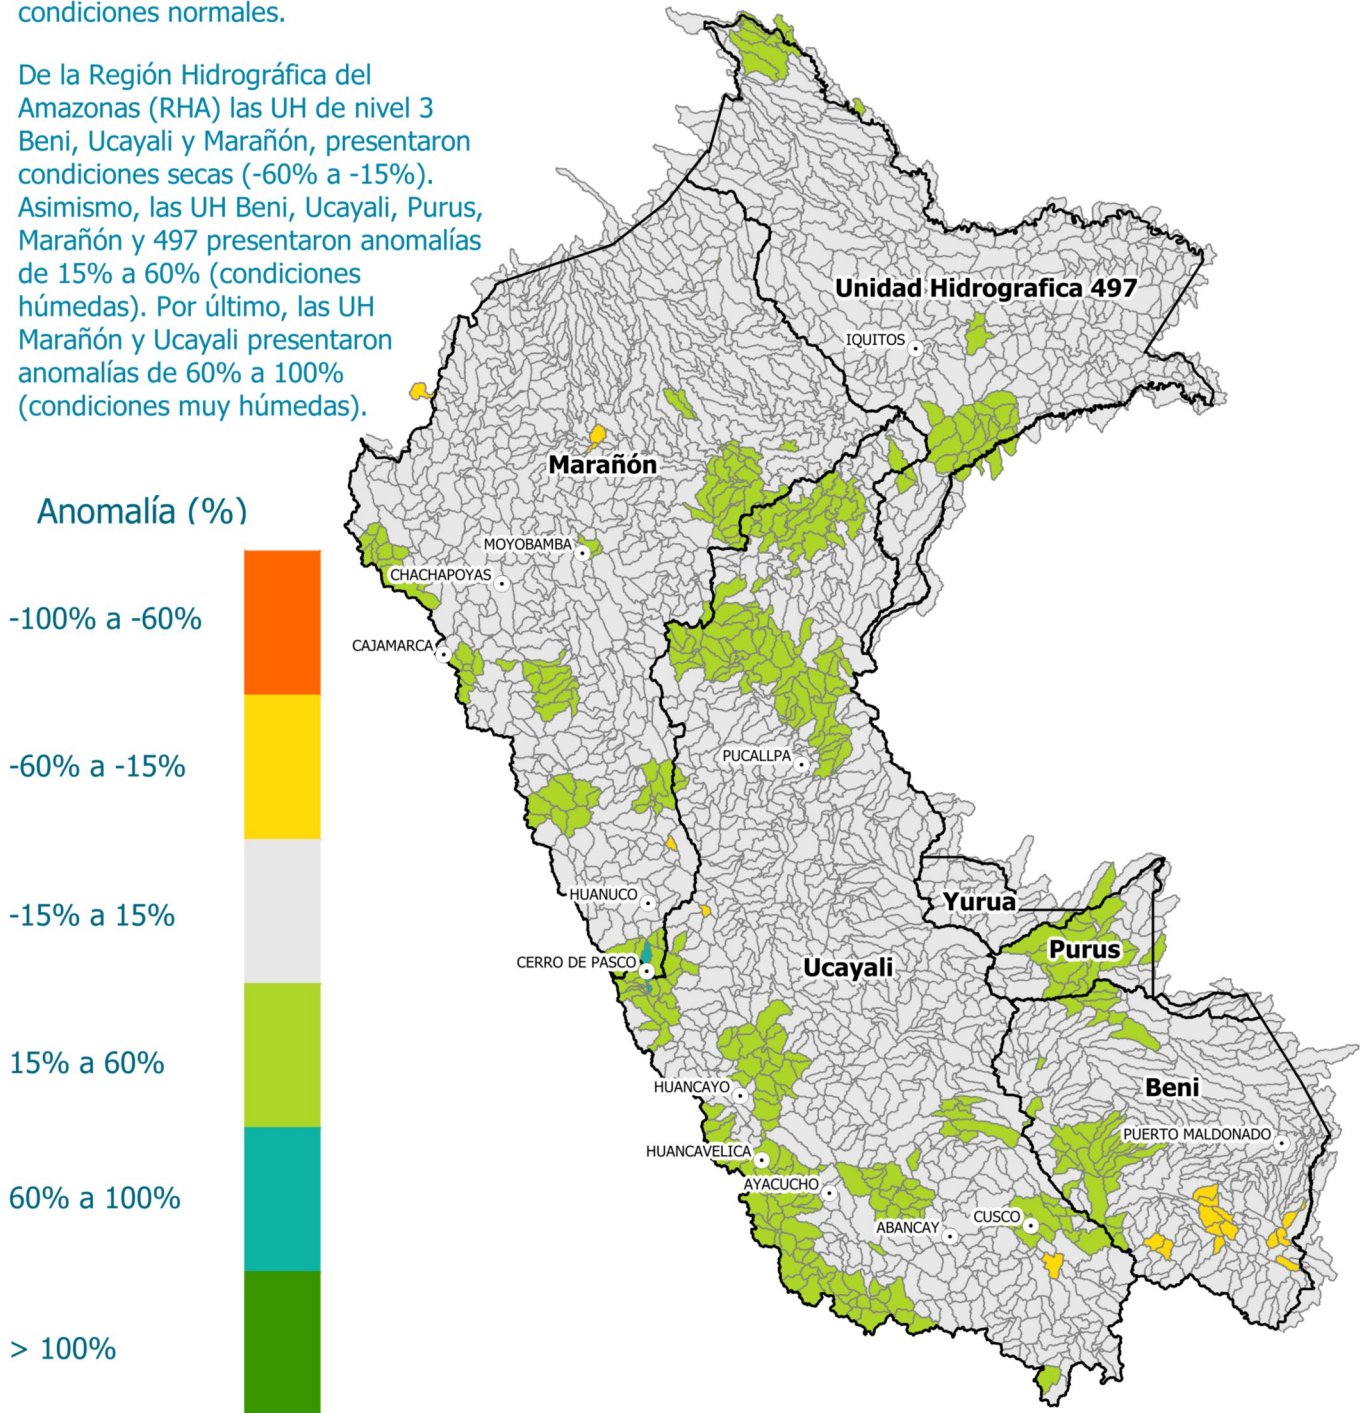 condiciones normales.
De la Región Hidrográfica del
Amazonas (RHA) las UH de nivel 3
Beni, Ucayali y Marañón, presentaron
condiciones secas (-60% a -15%).
Asimismo, las UH Beni, Ucayali, Purus,
Marañón y 497 presentaron anomalías
de 15% a 60% (condiciones
húmedas). Por último, las UH
Marañón y Ucayali presentaron
anomalías de 60% a 100%
(condiciones muy húmedas).
Anomalía (%)
-100% a -60%
-60% a -15%
-15% a 15%
15% a 60%
60% a 100%
> 100%
Unidad Hidrografica 497
IQUITOS
Marañón
MOYOBAMBA
CHACHAPOYAS
CAJAMARCA
PUCALLPA
HUANUCO
Yurua
Purus
CERRO DE PASCO
Ucayali
HUANCAYO
Beni
PUERTO MALDONADO
HUANCAVELICA
AYACUCHO
ABANCAY
CUSCO